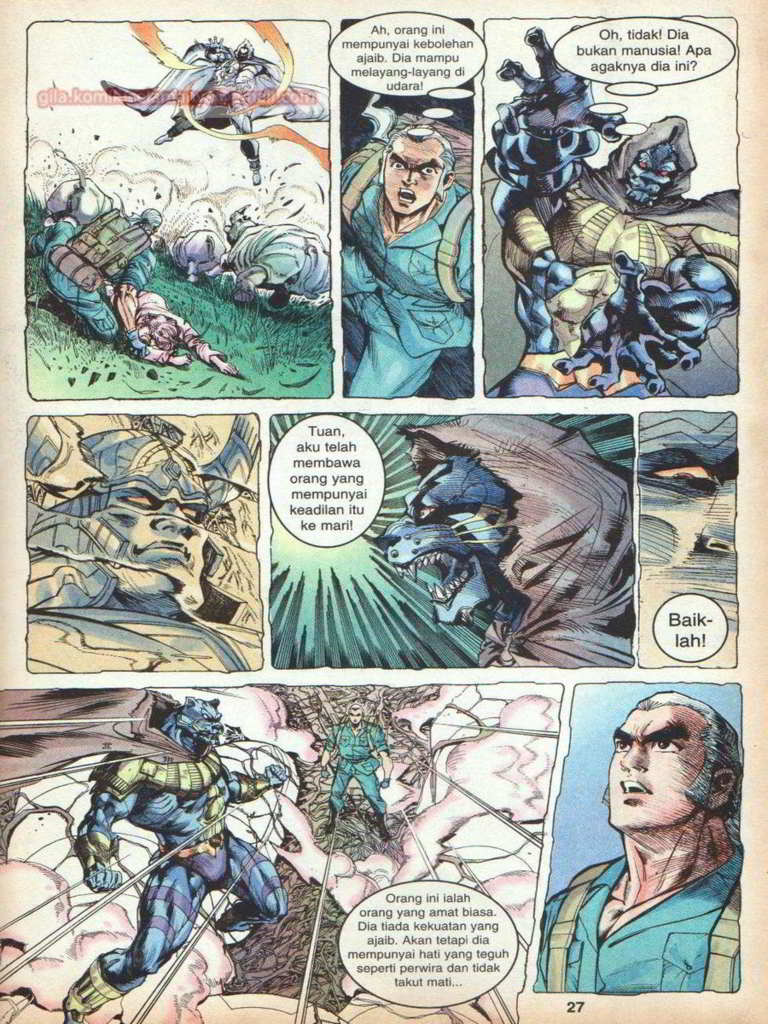 Ah, orang ini
mempunyai kebolehan
ajaib. Dia mampu
melayang-layang di
udara!
Oh, tidak! Dia
bukan manusia! Apa
agaknya dia ini?
Tuan,
aku telah
membawa
orang yang
mempunyai
keadilan itu
ke mari!
Baik-
lah!
Orang ini ialah
orang yang amat biasa.
Dia tiada kekuatan yang
ajaib. Akan tetapi dia
mempunyai hati yang teguh
seperti perwira dan tidak
takut mati...
27